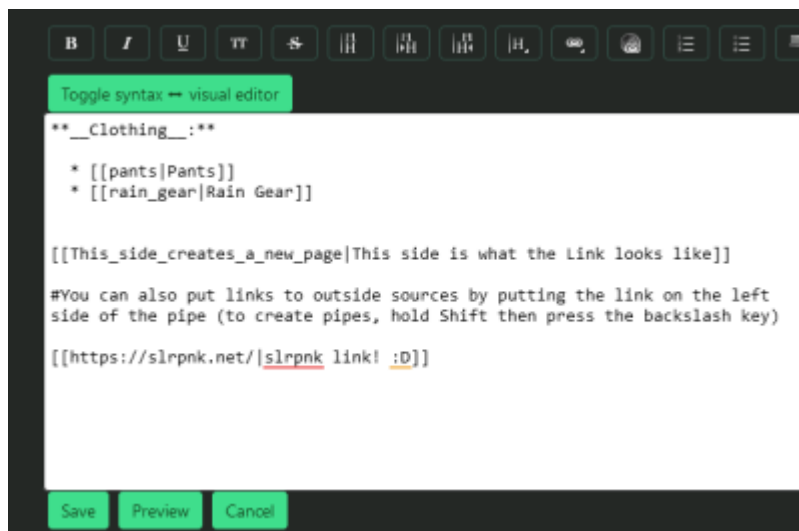 B I U TT S H H H H
Toggle syntax ↔ visual editor
**__Clothing__:**
  * [[pants|Pants]]
  * [[rain_gear|Rain Gear]]
[[This_side_creates_a_new_page|This side is what the Link looks like]]
#You can also put links to outside sources by putting the link on the left
side of the pipe (to create pipes, hold Shift then press the backslash key)
[[https://slrpnk.net/|slrpnk link! :D]]
Save Preview Cancel